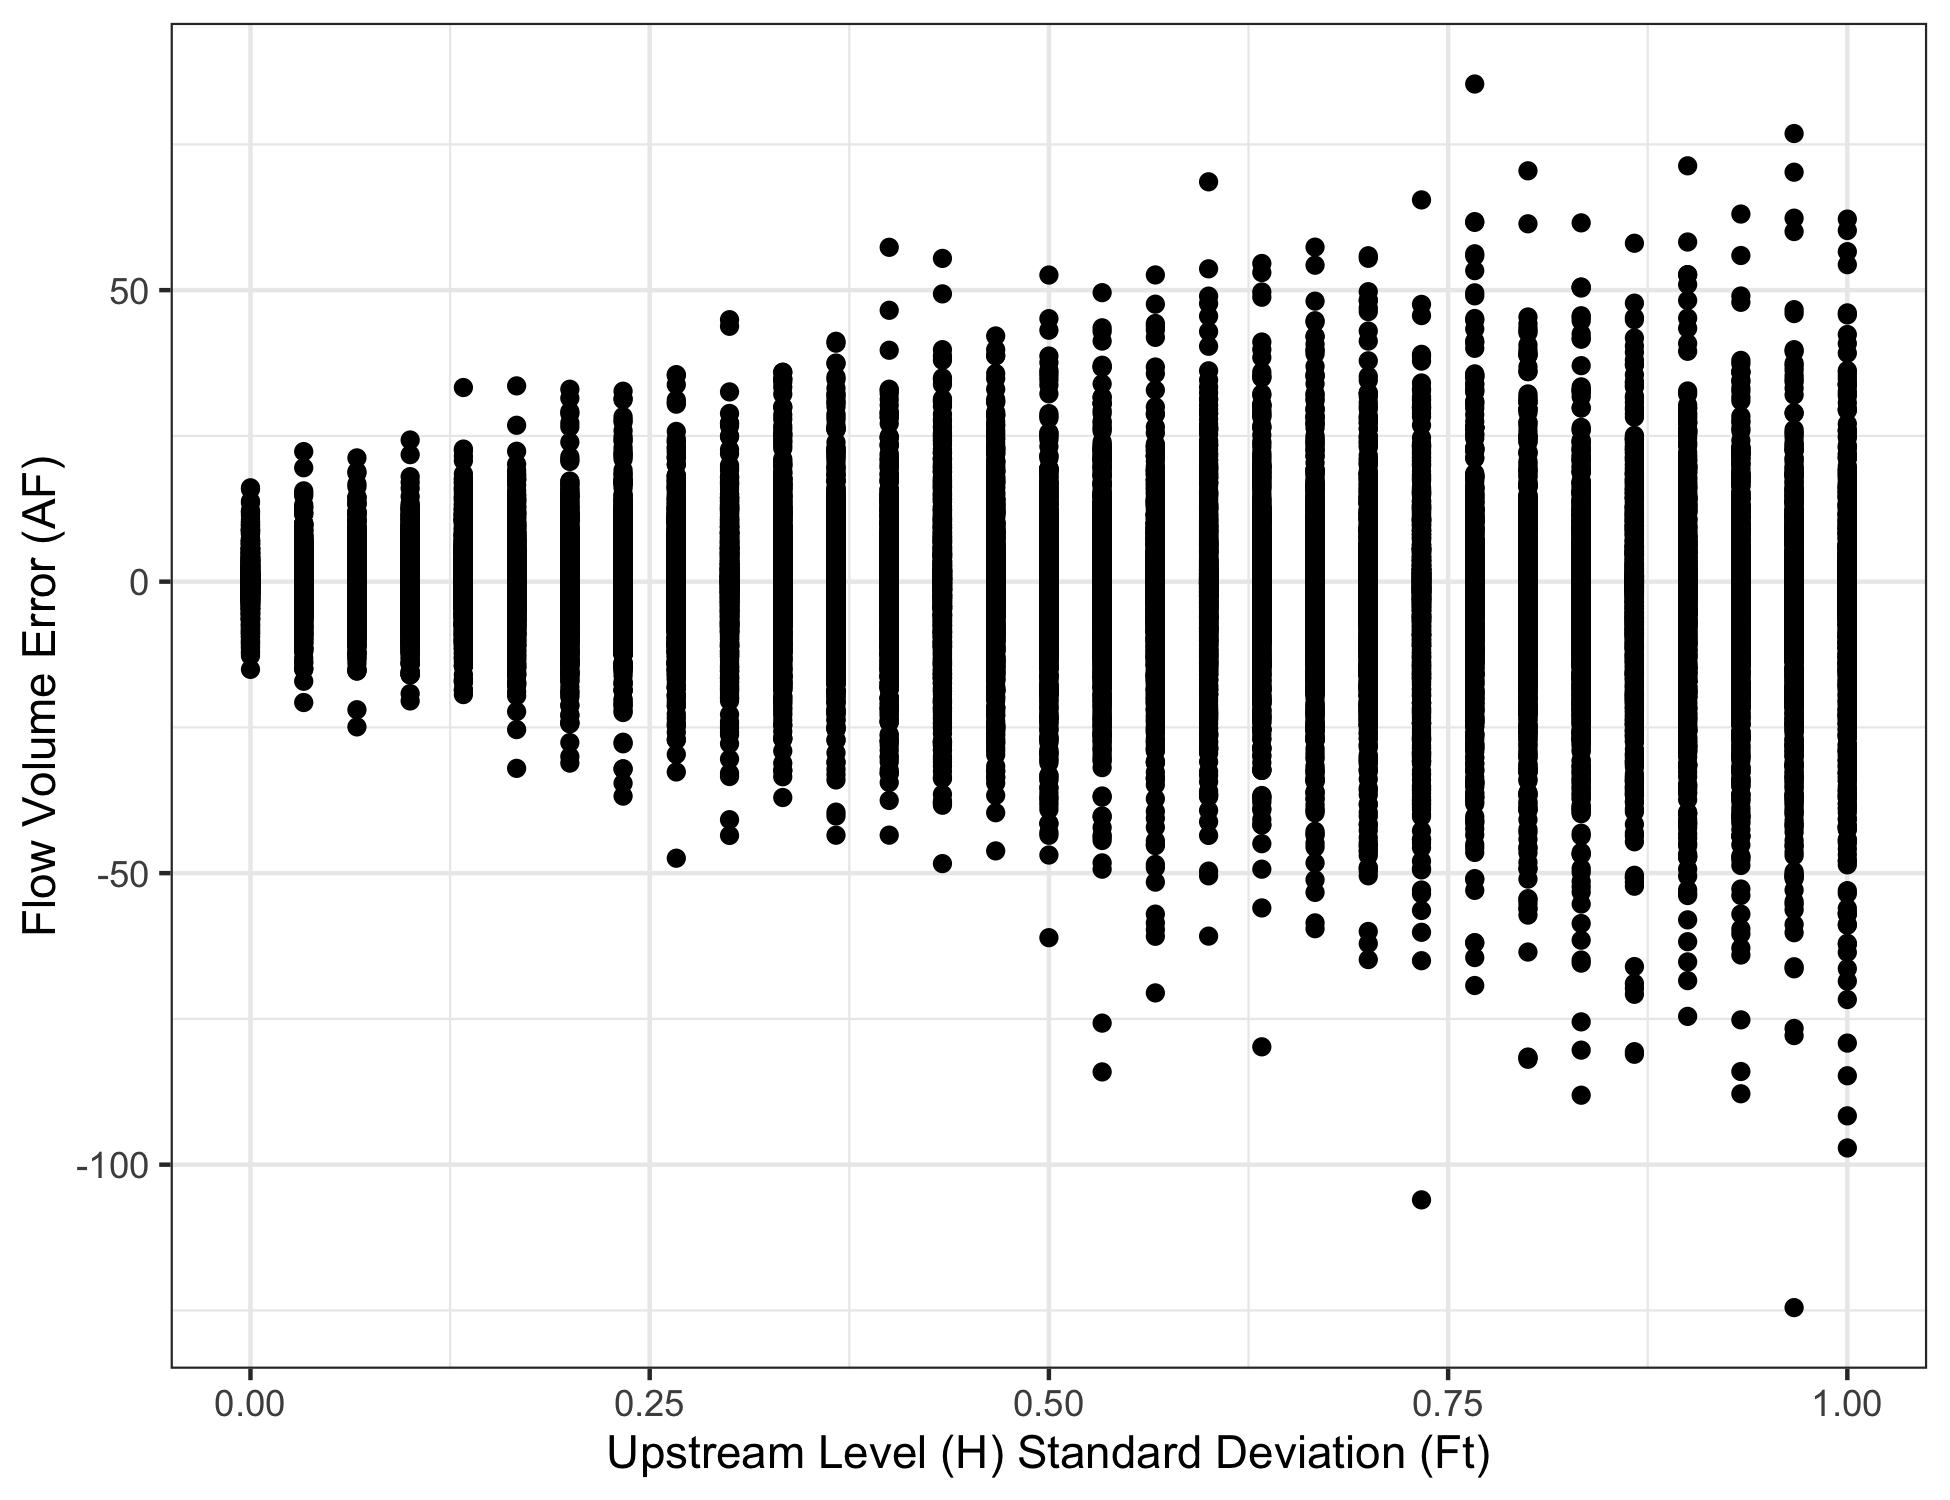 Flow Volume Error (AF)
50
0
-50
-100
0.00 0.25 0.50 0.75 1.00
Upstream Level (H) Standard Deviation (Ft)